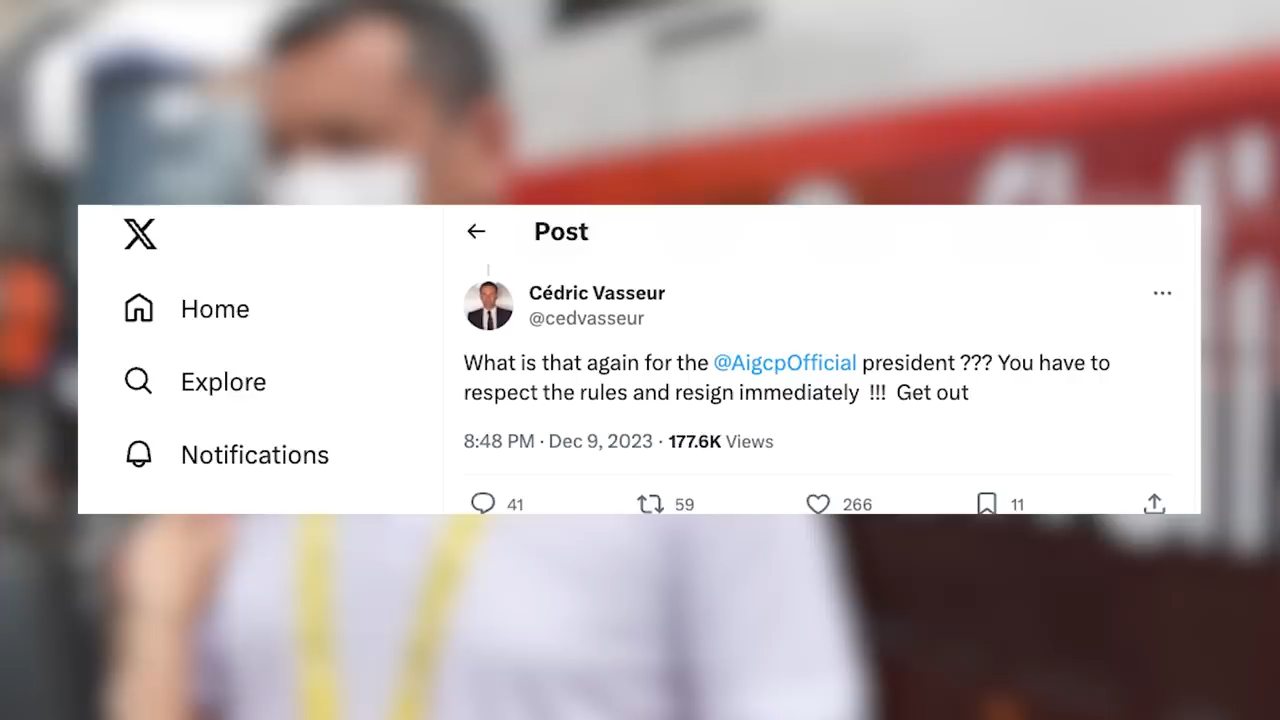 Post
Cédric Vasseur
@cedvasseur
Home
Explore
Notifications
What is that again for the @AigcpOfficial president ??? You have to
respect the rules and resign immediately !!! Get out
8:48 PM · Dec 9, 2023 · 177.6K Views
41 59 266 11